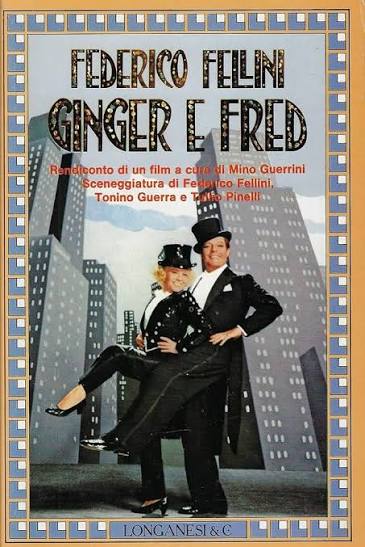 FEDERICO FELLINI
GINGER E FRED
Rendiconto di un film a cura di Mino Guerrini
Sceneggiatura di Federico Fellini,
Tonino Guerra e Tullio Pinelli
LONGANESI & C.